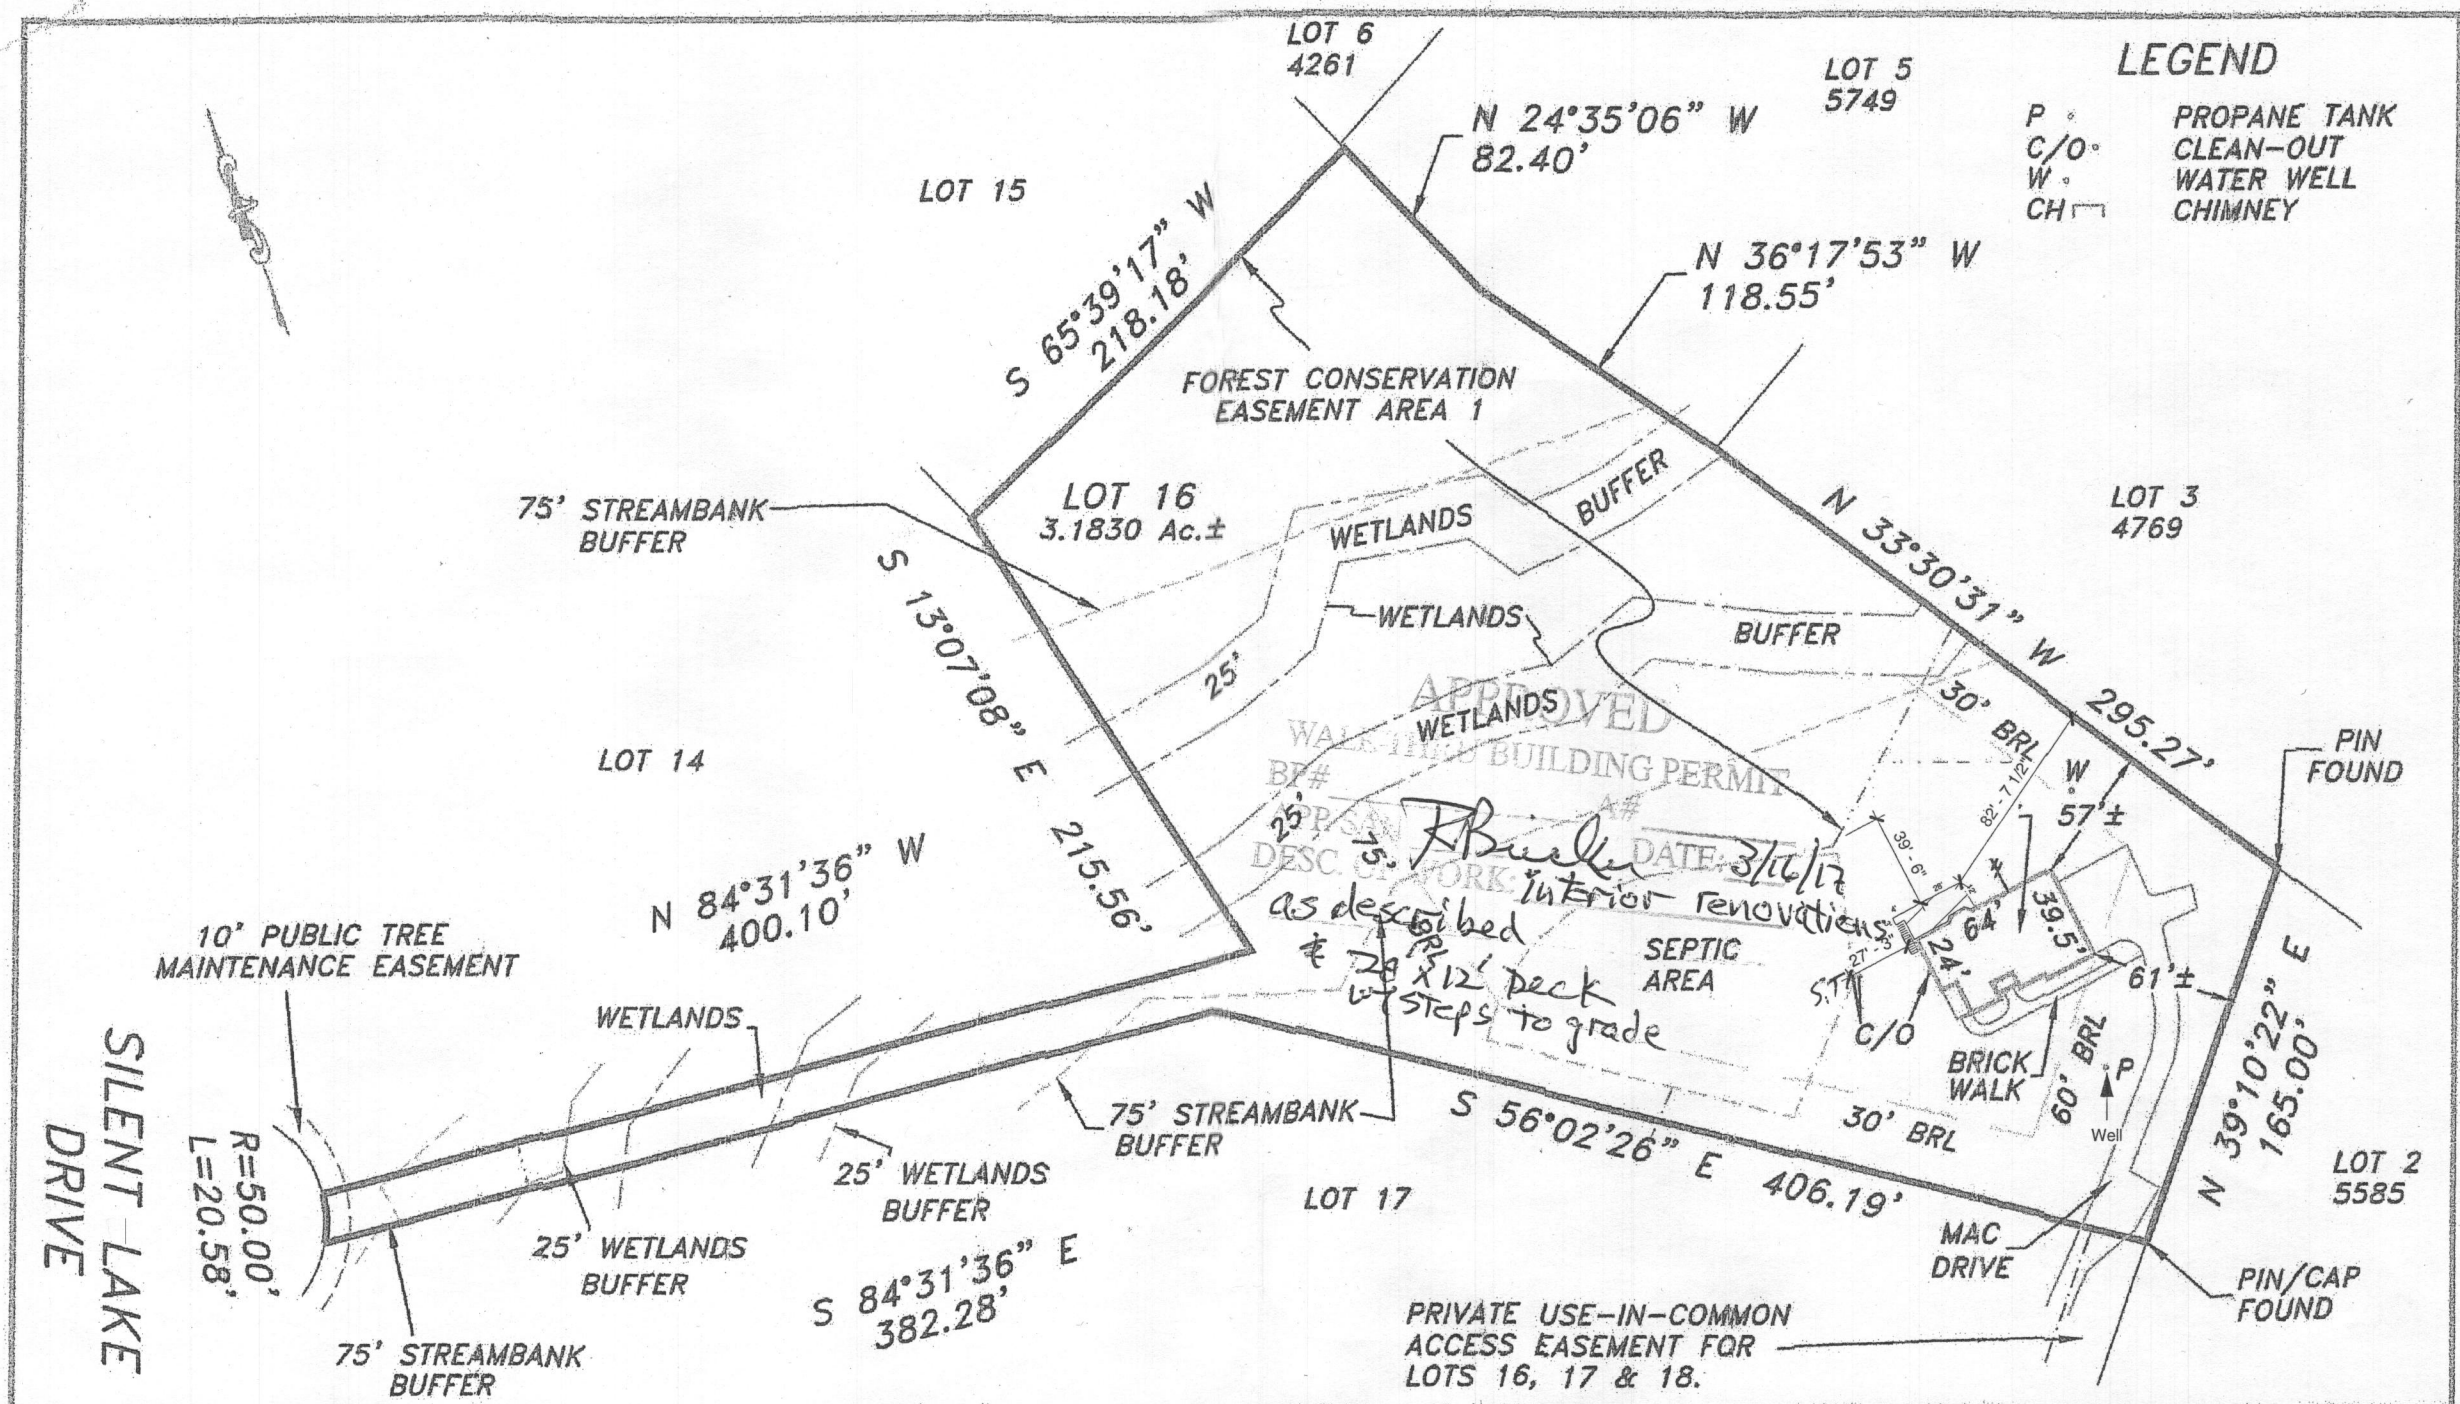 LOT 6
4261
LOT 5
5749
LEGEND
P PROPANE TANK
C/O CLEAN-OUT
W WATER WELL
CH CHIMNEY
N 24°35'06" W
82.40'
LOT 15
S 65°39'17" W
218.18'
N 36°17'53" W
118.55'
FOREST CONSERVATION
EASEMENT AREA 1
75' STREAMBANK
BUFFER
LOT 16
3.1830 Ac.±
WETLANDS
BUFFER
LOT 3
4769
N 33°30'31" W 295.27'
S 13°07'08" E 215.56'
WETLANDS
BUFFER
25'
WETLANDS
30' BRL
PIN
FOUND
LOT 14
APPROVED
WALK-THRU BUILDING PERMIT
BP# A#
APP. SAN DATE: 3/16/17
DESC. OF WORK: interior renovations
as described
20' x 12' Deck
w/ steps to grade
25'
75'
BRL
W
57'±
82' - 7 1/2"
39' - 6"
64'
39.5'
24'
27'
61'±
S.T.
C/O
SEPTIC
AREA
BRICK
WALK
60' BRL
P
Well
N 84°31'36" W
400.10'
10' PUBLIC TREE
MAINTENANCE EASEMENT
WETLANDS
75' STREAMBANK
BUFFER
S 56°02'26" E 406.19'
30' BRL
N 39°10'22" E
165.00'
LOT 2
5585
SILENT LAKE
DRIVE
R=50.00'
L=20.58'
25' WETLANDS
BUFFER
25' WETLANDS
BUFFER
LOT 17
S 84°31'36" E
382.28'
MAC
DRIVE
PIN/CAP
FOUND
75' STREAMBANK
BUFFER
PRIVATE USE-IN-COMMON
ACCESS EASEMENT FOR
LOTS 16, 17 & 18.